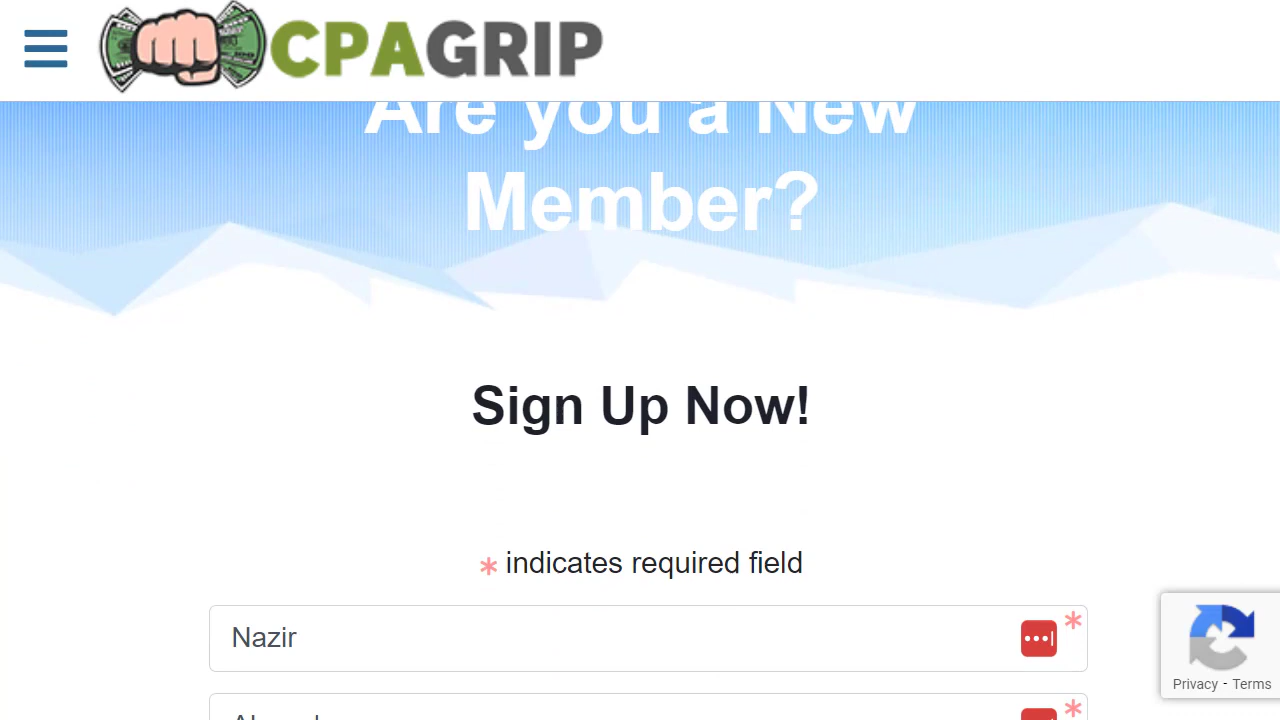 CPAGRIP
Are you a New
Member?
Sign Up Now!
* indicates required field
Nazir
*
*
Privacy - Terms